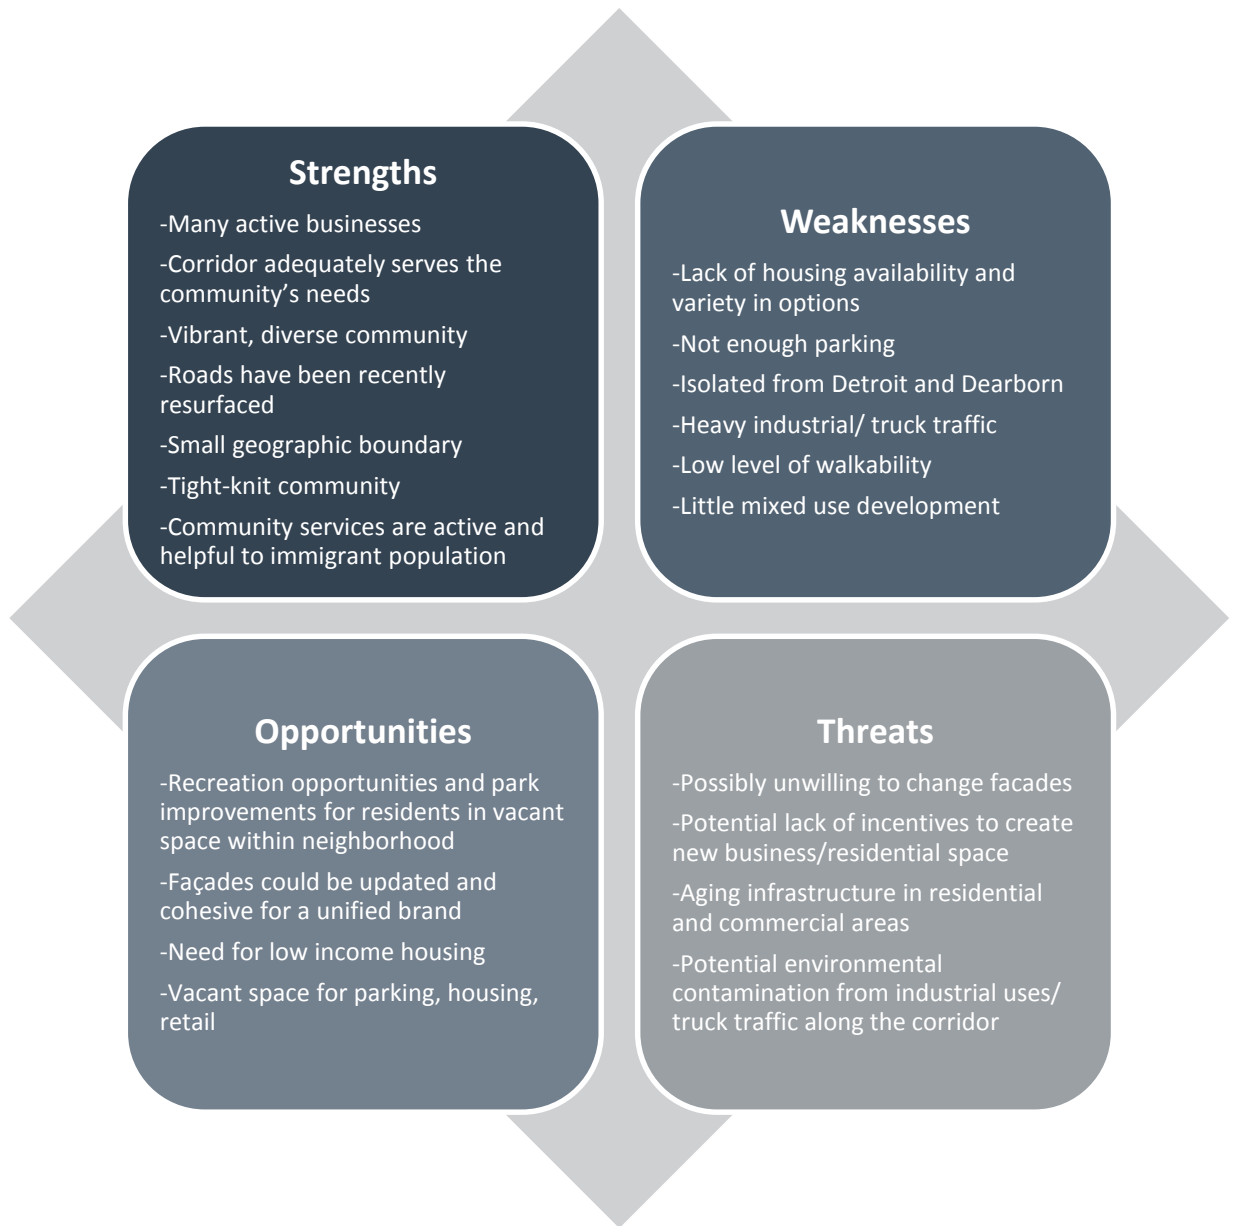 Strengths
-Many active businesses
-Corridor adequately serves the
community’s needs
-Vibrant, diverse community
-Roads have been recently
resurfaced
-Small geographic boundary
-Tight-knit community
-Community services are active and
helpful to immigrant population
Weaknesses
-Lack of housing availability and
variety in options
-Not enough parking
-Isolated from Detroit and Dearborn
-Heavy industrial/ truck traffic
-Low level of walkability
-Little mixed use development
Opportunities
-Recreation opportunities and park
improvements for residents in vacant
space within neighborhood
-Façades could be updated and
cohesive for a unified brand
-Need for low income housing
-Vacant space for parking, housing,
retail
Threats
-Possibly unwilling to change facades
-Potential lack of incentives to create
new business/residential space
-Aging infrastructure in residential
and commercial areas
-Potential environmental
contamination from industrial uses/
truck traffic along the corridor